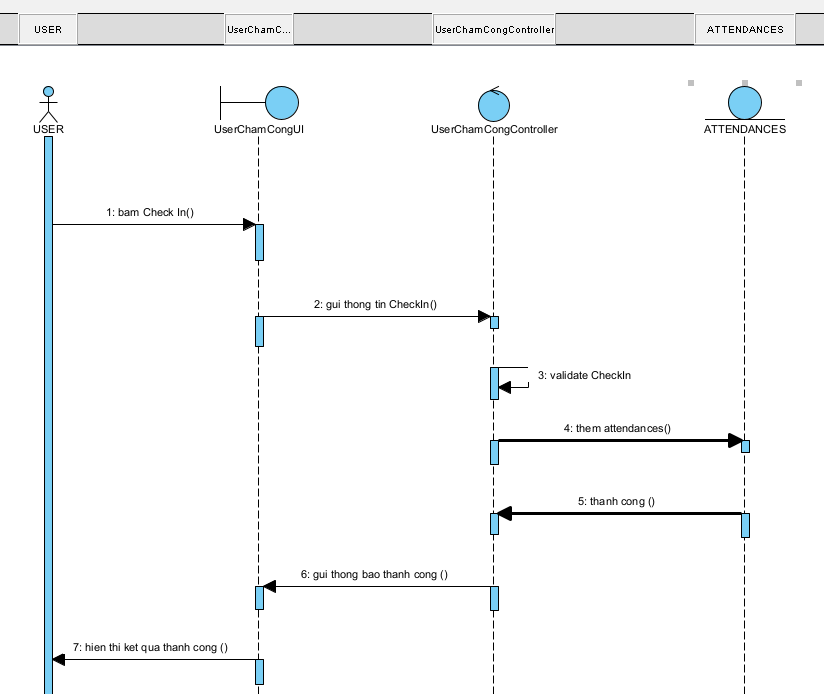 USER
UserChamC...
UserChamCongController
ATTENDANCES
USER
UserChamCongUI
UserChamCongController
ATTENDANCES
1: bam Check In()
2: gui thong tin CheckIn()
3: validate CheckIn
4: them attendances()
5: thanh cong ()
6: gui thong bao thanh cong ()
7: hien thi ket qua thanh cong ()